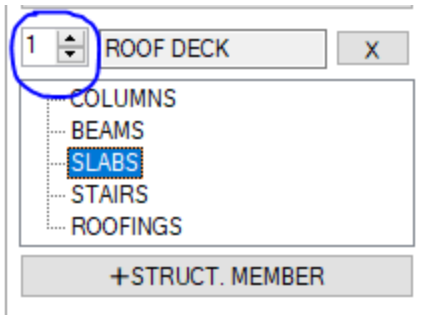 1 ROOF DECK X
COLUMNS
BEAMS
SLABS
STAIRS
ROOFINGS
+STRUCT. MEMBER